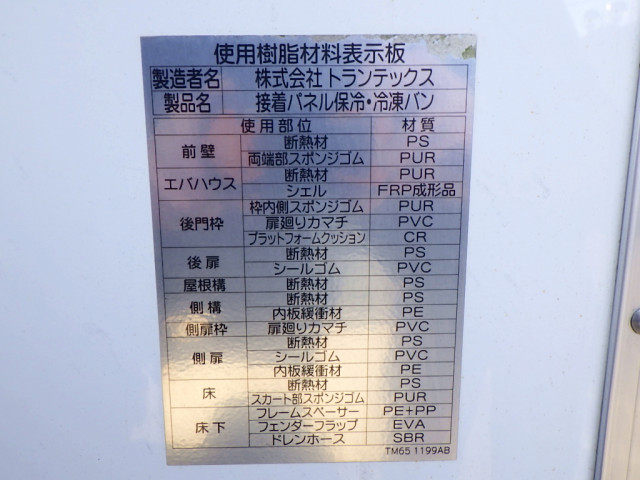 使用樹脂材料表示板
製造者名 株式会社 トランテックス
製品名 接着パネル保冷・冷凍バン
使用部位 材質
前壁 断熱材 PS
両端部スポンジゴム PUR
エバハウス 断熱材 PUR
シェル FRP成形品
後門枠 枠内側スポンジゴム PUR
扉廻りカマチ PVC
プラットフォームクッション CR
後扉 断熱材 PS
シールゴム PVC
屋根構 断熱材 PS
側構 断熱材 PS
内板緩衝材 PE
側扉枠 扉廻りカマチ PVC
側扉 断熱材 PS
シールゴム PVC
内板緩衝材 PE
床 断熱材 PS
スカート部スポンジゴム PUR
床下 フレームスペーサー PE+PP
フェンダーフラップ EVA
ドレンホース SBR
TM65 1199AB